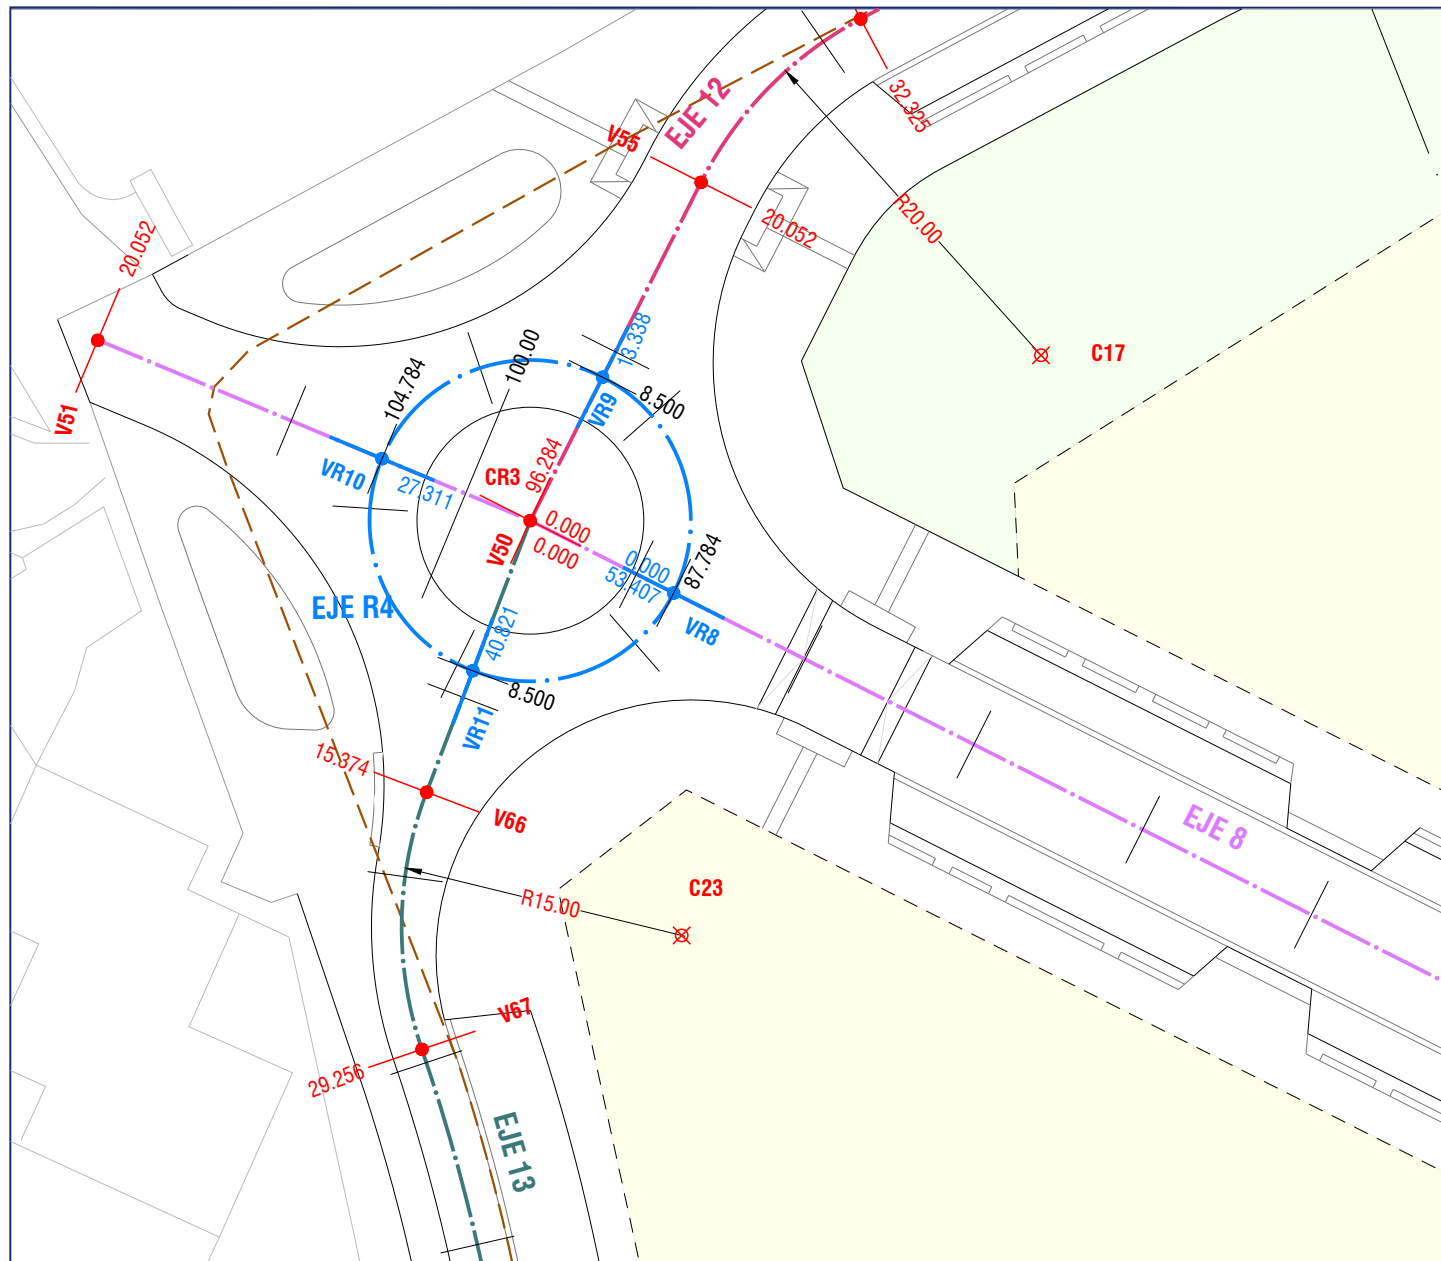 EJE 12
32.325
V55
R20.00
20.052
20.052
C17
13.338
100.00
104.784
8.500
VR9
V51
96.284
CR3
VR10
27.311
0.000
V50
0.000
0.000
87.784
53.407
EJE R4
40.821
VR8
8.500
VR11
15.374
V66
EJE 8
C23
R15.00
V67
29.256
EJE 13